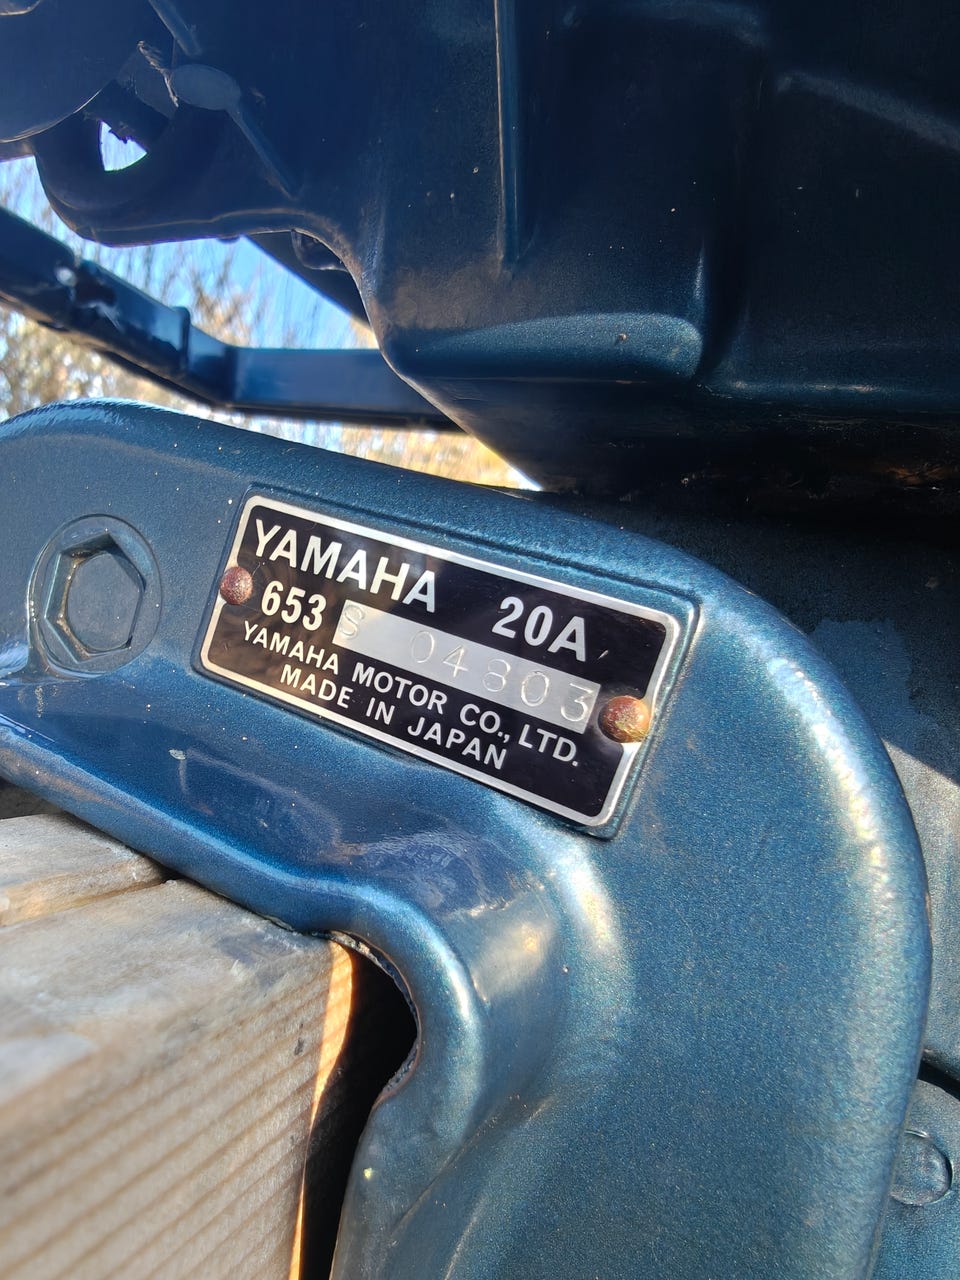 YAMAHA 20A
653 S 04803
YAMAHA MOTOR CO., LTD.
MADE IN JAPAN